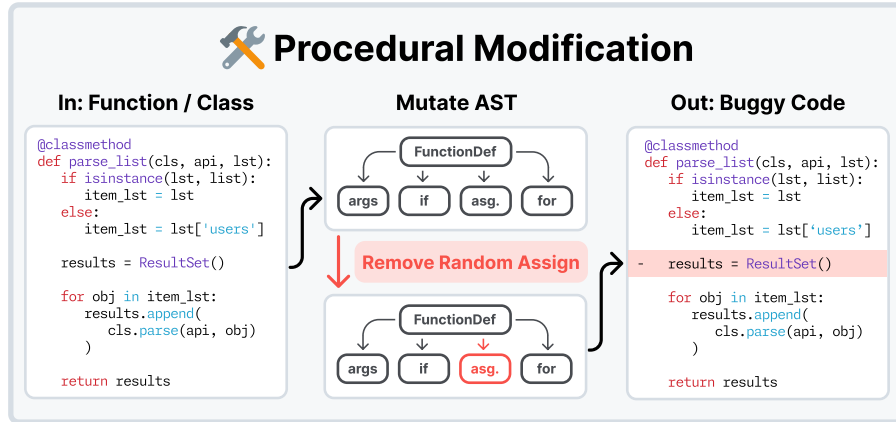 Procedural Modification
In: Function / Class
@classmethod
def parse_list(cls, api, lst):
if isinstance(lst, list):
item_lst = lst
else:
item_lst = lst['users']
results = ResultSet()
for obj in item_lst:
results.append(
cls.parse(api, obj)
)
return results
Mutate AST
FunctionDef
args if asg. for
Remove Random Assign
FunctionDef
args if asg. for
Out: Buggy Code
@classmethod
def parse_list(cls, api, lst):
if isinstance(lst, list):
item_lst = lst
else:
item_lst = lst[‘users’]
- results = ResultSet()
for obj in item_lst:
results.append(
cls.parse(api, obj)
)
return results